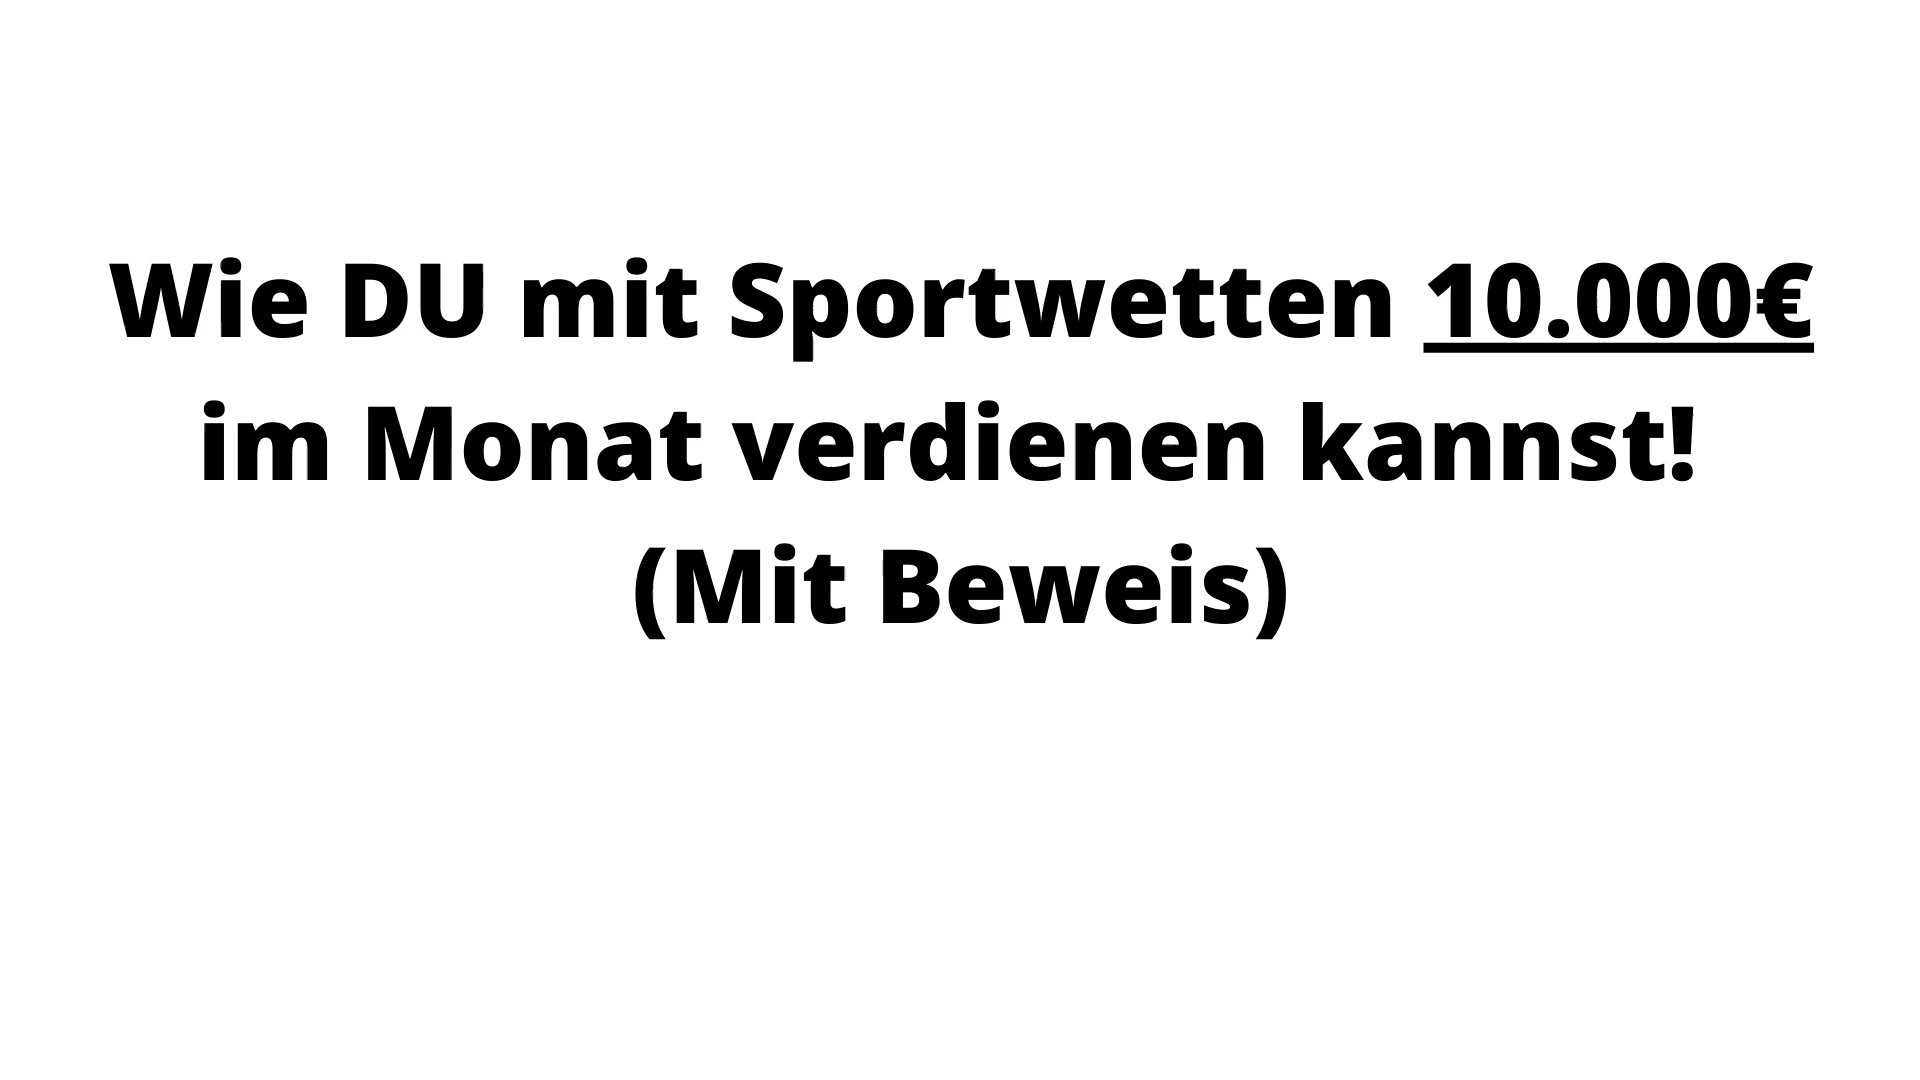 Wie DU mit Sportwetten 10.000€
im Monat verdienen kannst!
(Mit Beweis)